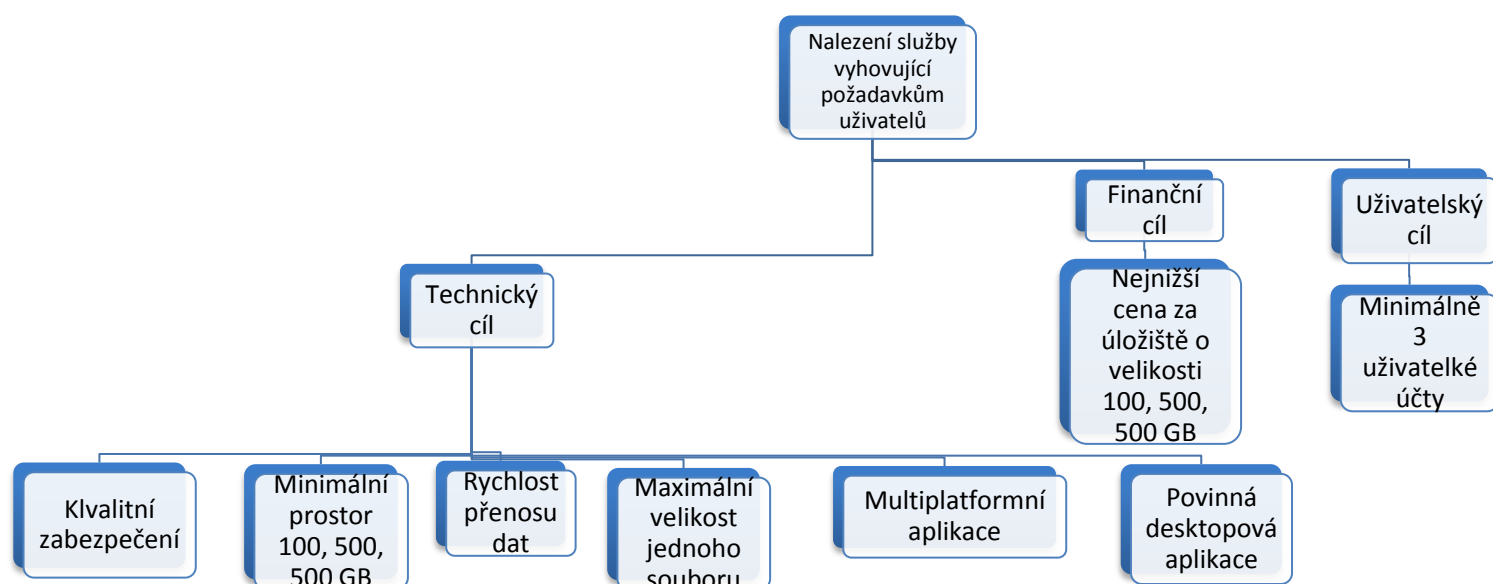 Nalezení služby
vyhovující
požadavkům
uživatelů
Finanční
cíl
Uživatelský
cíl
Technický
cíl
Nejnižší
cena za
úložiště o
velikosti
100, 500,
500 GB
Minimálně
3
uživatelké
účty
Klvalitní
zabezpečení
Minimální
prostor
100, 500,
500 GB
Rychlost
přenosu
dat
Maximální
velikost
jednoho
souboru
Multiplatformní
aplikace
Povinná
desktopová
aplikace